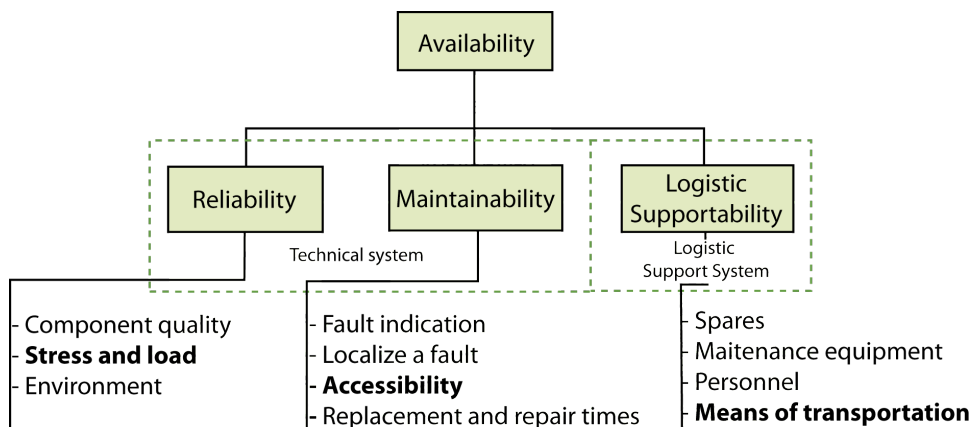 Availability
Reliability
Maintainability
Logistic
Supportability
Technical system
Logistic
Support System
- Component quality
- Stress and load
- Environment
- Fault indication
- Localize a fault
- Accessibility
- Replacement and repair times
- Spares
- Maitenance equipment
- Personnel
- Means of transportation